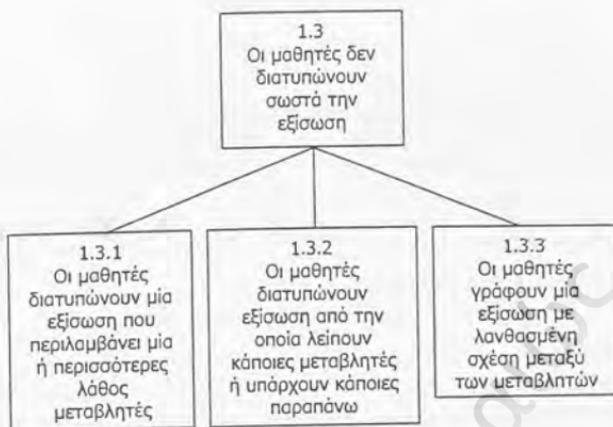 1.3
Οι μαθητές δεν
διατυπώνουν
σωστά την
εξίσωση
1.3.1
Οι μαθητές
διατυπώνουν μία
εξίσωση που
περιλαμβάνει μία
ή περισσότερες
λάθος
μεταβλητές
1.3.2
Οι μαθητές
διατυπώνουν
εξίσωση από την
οποία λείπουν
κάποιες μεταβλητές
ή υπάρχουν κάποιες
παραπάνω
1.3.3
Οι μαθητές
γράφουν μία
εξίσωση με
λανθασμένη
σχέση μεταξύ
των μεταβλητών